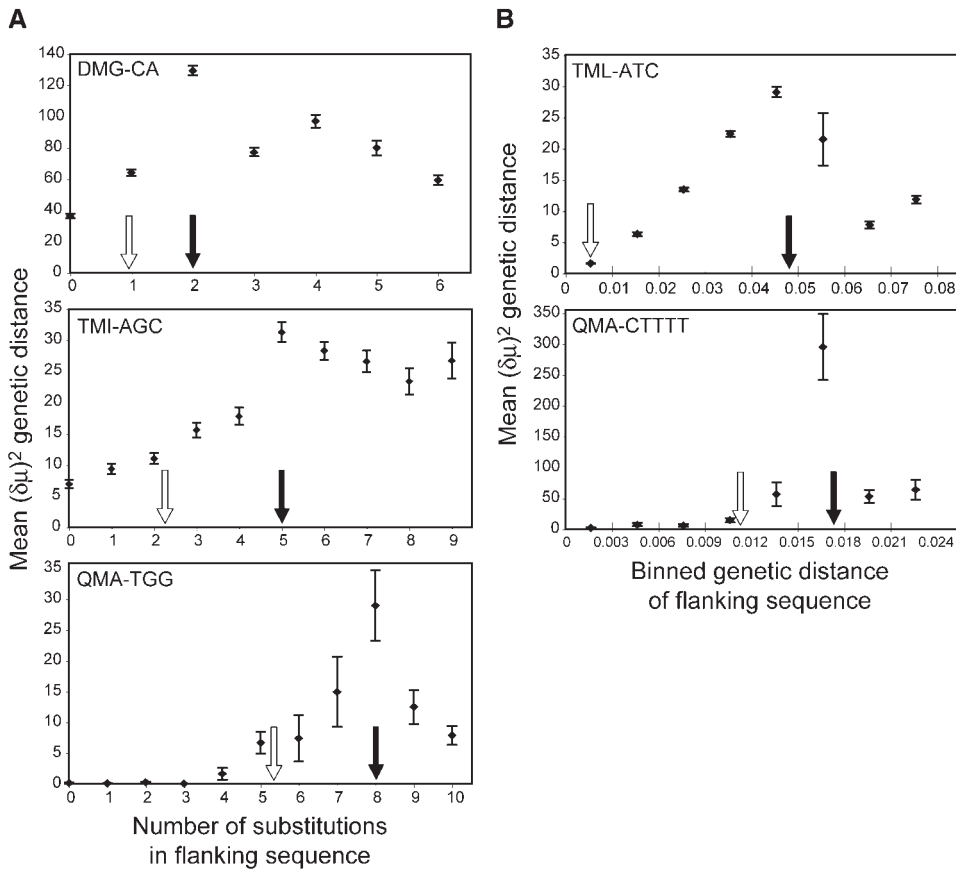 A
Mean (δμ)² genetic distance
DMG-CA
140
120
100
80
60
40
20
0
0 1 2 3 4 5 6
TMI-AGC
35
30
25
20
15
10
5
0
0 1 2 3 4 5 6 7 8 9
QMA-TGG
35
30
25
20
15
10
5
0
0 1 2 3 4 5 6 7 8 9 10
Number of substitutions
in flanking sequence
B
Mean (δμ)² genetic distance
TML-ATC
35
30
25
20
15
10
5
0
0 0.01 0.02 0.03 0.04 0.05 0.06 0.07 0.08
QMA-CTTTT
350
300
250
200
150
100
50
0
0 0.003 0.006 0.009 0.012 0.015 0.018 0.021 0.024
Binned genetic distance
of flanking sequence